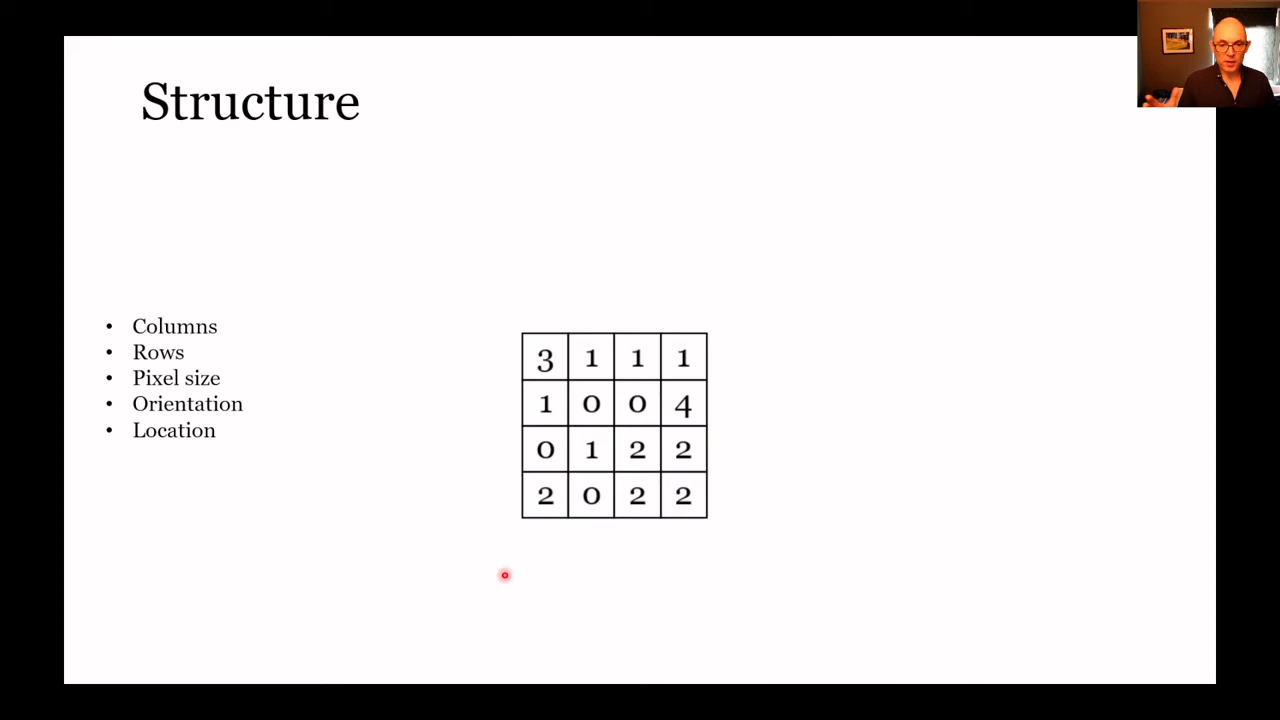 Structure
• Columns
• Rows
• Pixel size
• Orientation
• Location
3 1 1 1
1 0 0 4
0 1 2 2
2 0 2 2